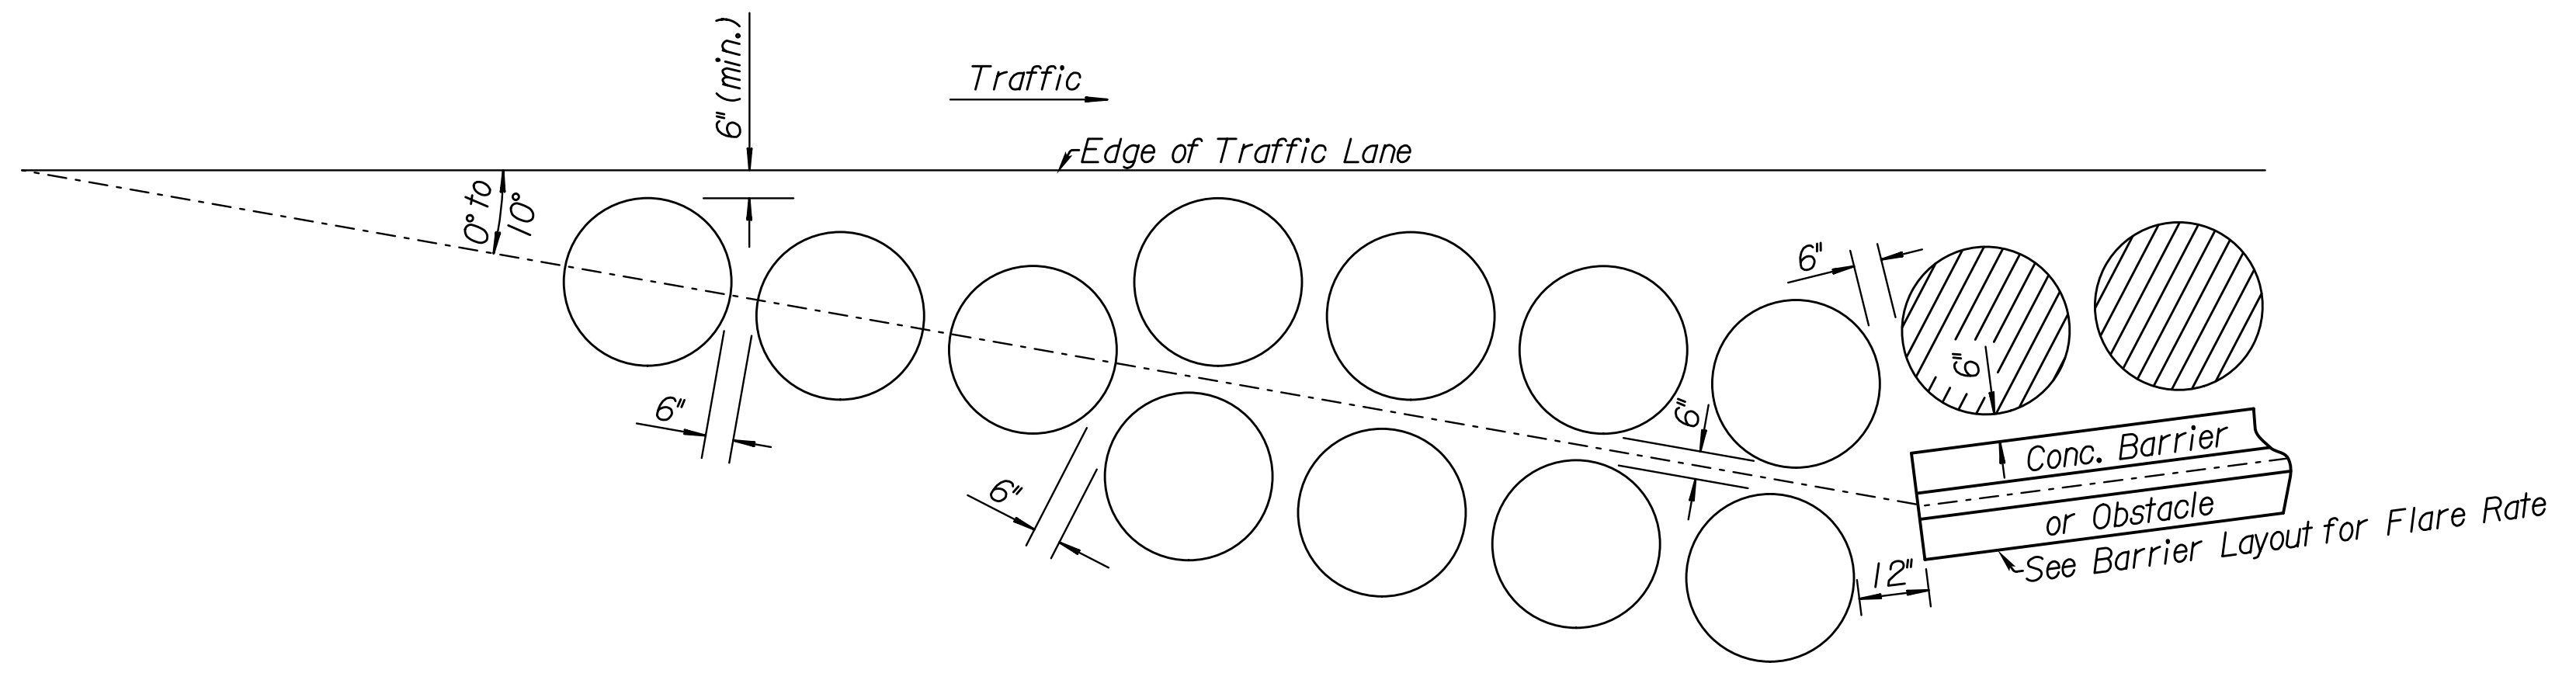 6" (min.)
Traffic
Edge of Traffic Lane
0° to
10°
6"
6"
6"
6"
6"
Conc. Barrier
or Obstacle
See Barrier Layout for Flare Rate
12"